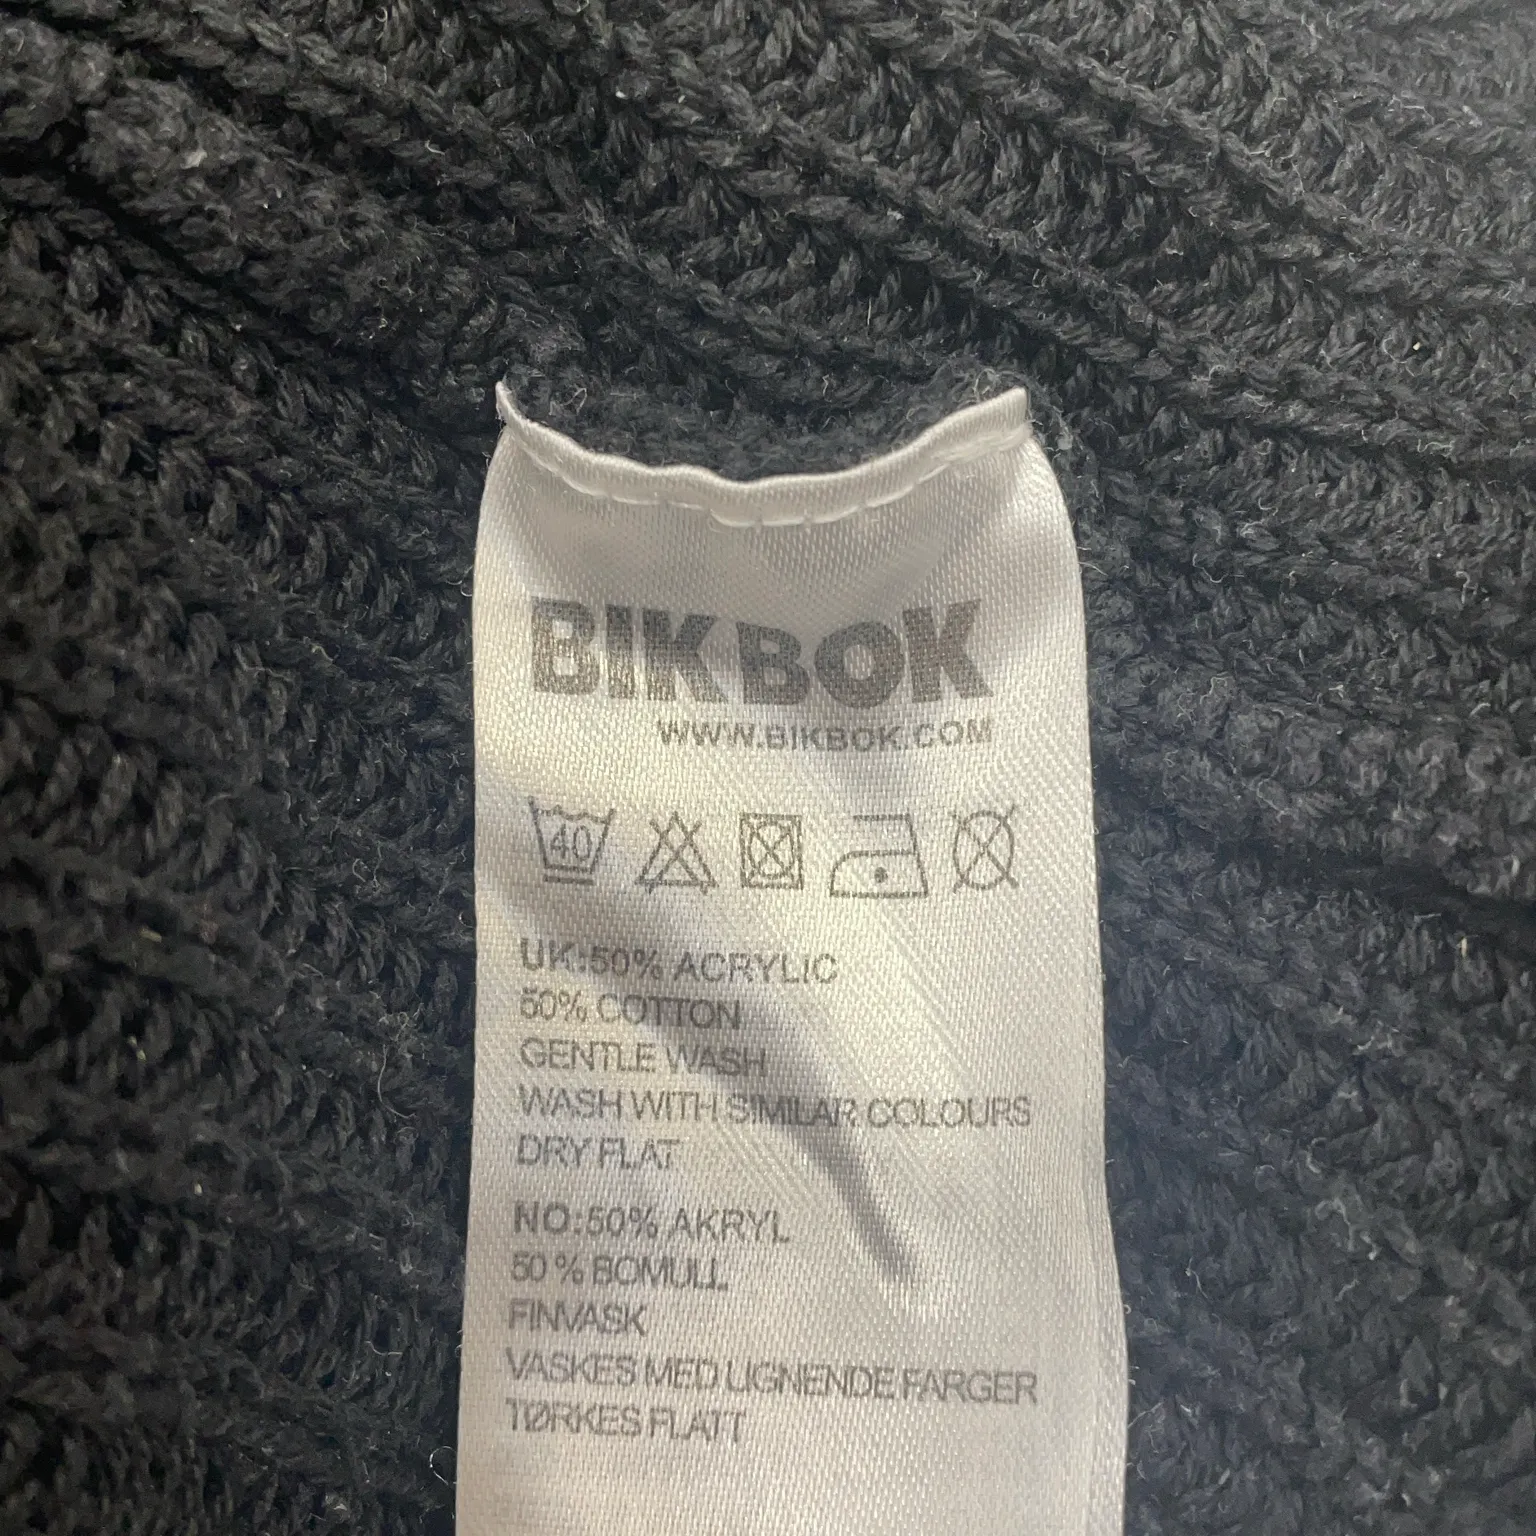 BIKBOK
WWW.BIKBOK.COM
40
UK:50% ACRYLIC
50% COTTON
GENTLE WASH
WASH WITH SIMILAR COLOURS
DRY FLAT
NO:50% AKRYL
50 % BOMULL
FINVASK
VASKES MED LIGNENDE FARGER
TØRKES FLATT